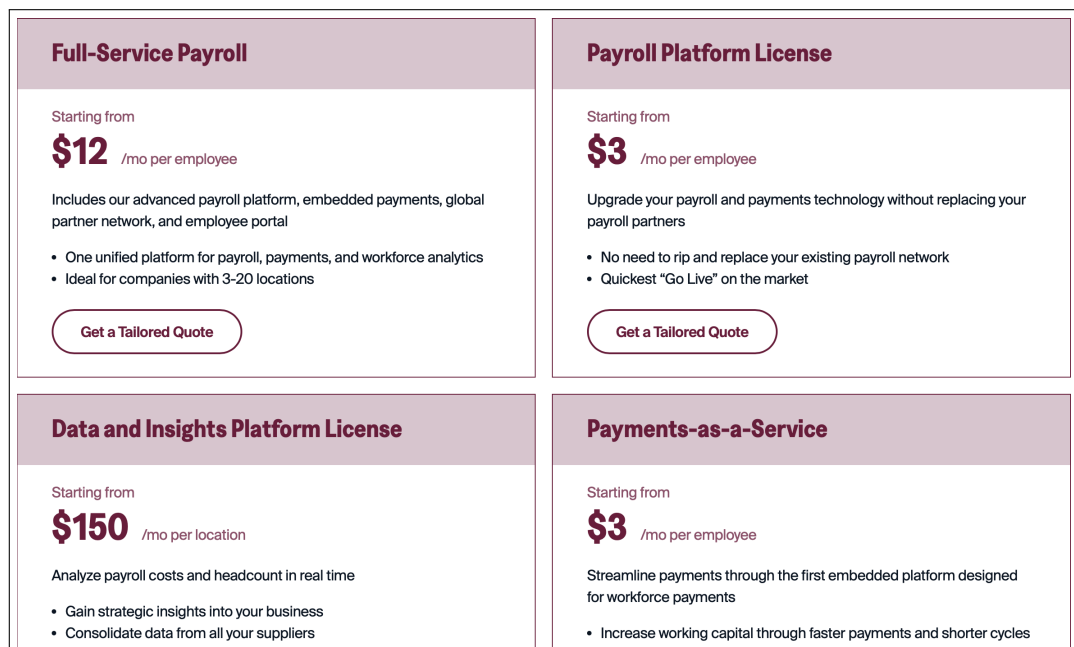 Full-Service Payroll
Starting from
$12 /mo per employee
Includes our advanced payroll platform, embedded payments, global
partner network, and employee portal
• One unified platform for payroll, payments, and workforce analytics
• Ideal for companies with 3-20 locations
Get a Tailored Quote
Payroll Platform License
Starting from
$3 /mo per employee
Upgrade your payroll and payments technology without replacing your
payroll partners
• No need to rip and replace your existing payroll network
• Quickest “Go Live” on the market
Get a Tailored Quote
Data and Insights Platform License
Starting from
$150 /mo per location
Analyze payroll costs and headcount in real time
• Gain strategic insights into your business
• Consolidate data from all your suppliers
Payments-as-a-Service
Starting from
$3 /mo per employee
Streamline payments through the first embedded platform designed
for workforce payments
• Increase working capital through faster payments and shorter cycles